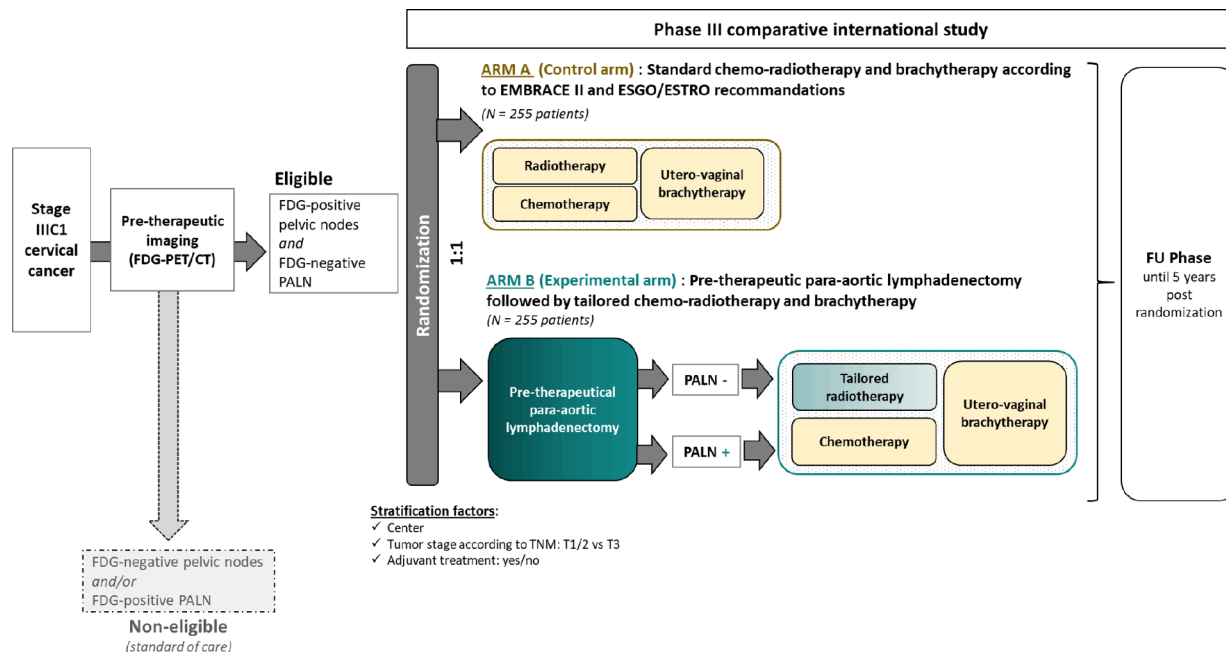 Phase III comparative international study
Stage
IIIC1
cervical
cancer
Pre-therapeutic
imaging
(FDG-PET/CT)
Eligible
FDG-positive
pelvic nodes
and
FDG-negative
PALN
FDG-negative pelvic nodes
and/or
FDG-positive PALN
Non-eligible
(standard of care)
Randomization
1:1
ARM A (Control arm) : Standard chemo-radiotherapy and brachytherapy according
to EMBRACE II and ESGO/ESTRO recommandations
(N = 255 patients)
Radiotherapy
Chemotherapy
Utero-vaginal
brachytherapy
ARM B (Experimental arm) : Pre-therapeutic para-aortic lymphadenectomy
followed by tailored chemo-radiotherapy and brachytherapy
(N = 255 patients)
Pre-therapeutical
para-aortic
lymphadenectomy
PALN -
PALN +
Tailored
radiotherapy
Chemotherapy
Utero-vaginal
brachytherapy
Stratification factors:
✓ Center
✓ Tumor stage according to TNM: T1/2 vs T3
✓ Adjuvant treatment: yes/no
FU Phase
until 5 years
post
randomization